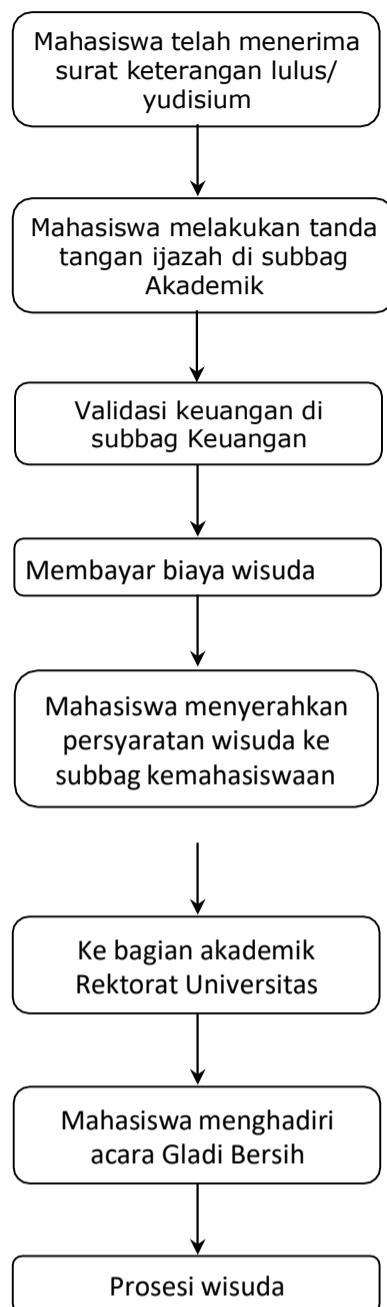 Mahasiswa telah menerima
surat keterangan lulus/
yudisium
Mahasiswa melakukan tanda
tangan ijazah di subbag
Akademik
Validasi keuangan di
subbag Keuangan
Membayar biaya wisuda
Mahasiswa menyerahkan
persyaratan wisuda ke
subbag kemahasiswaan
Ke bagian akademik
Rektorat Universitas
Mahasiswa menghadiri
acara Gladi Bersih
Prosesi wisuda